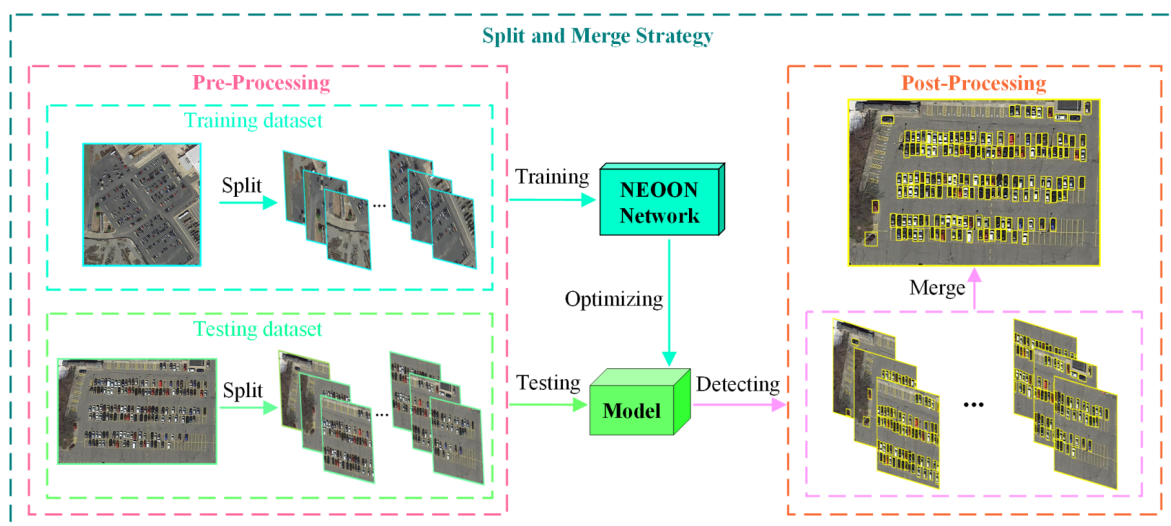 Split and Merge Strategy
Pre-Processing
Training dataset
Split
...
Training
NEOON
Network
Optimizing
Testing dataset
Split
...
Testing
Model
Detecting
Post-Processing
Merge
...